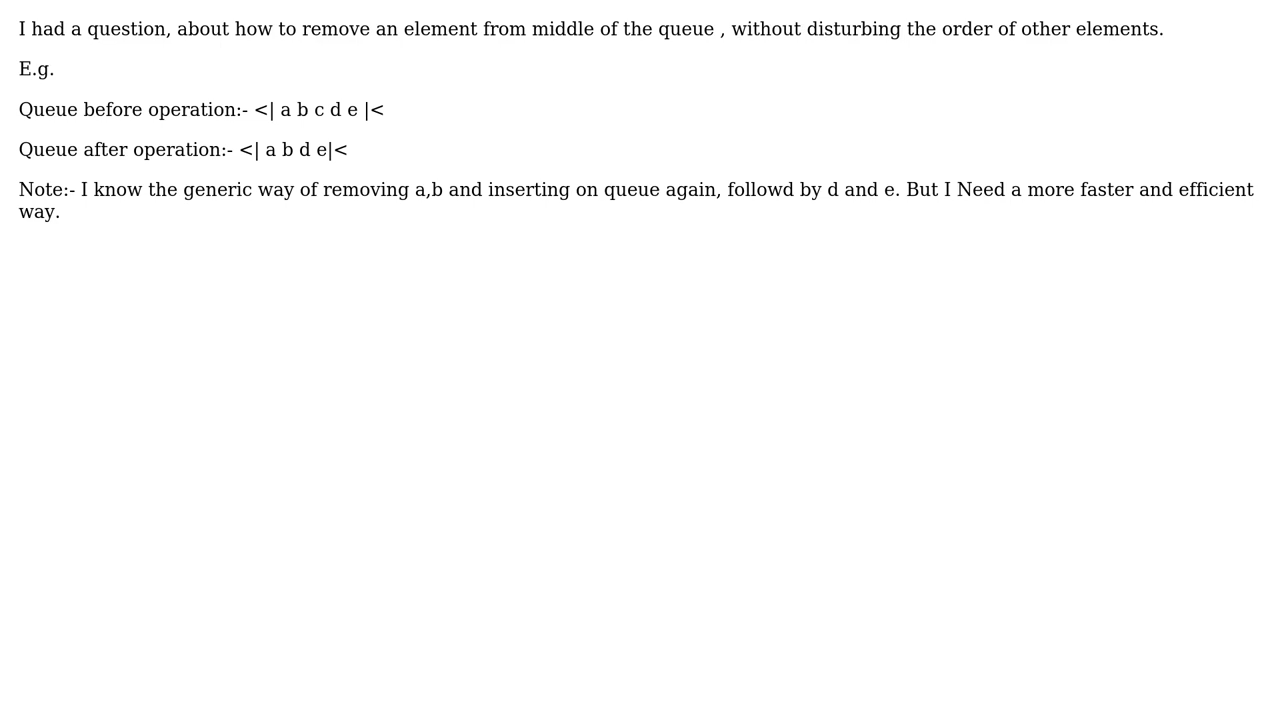 I had a question, about how to remove an element from middle of the queue , without disturbing the order of other elements.
E.g.
Queue before operation:- <| a b c d e |<
Queue after operation:- <| a b d e|<
Note:- I know the generic way of removing a,b and inserting on queue again, followd by d and e. But I Need a more faster and efficient
way.